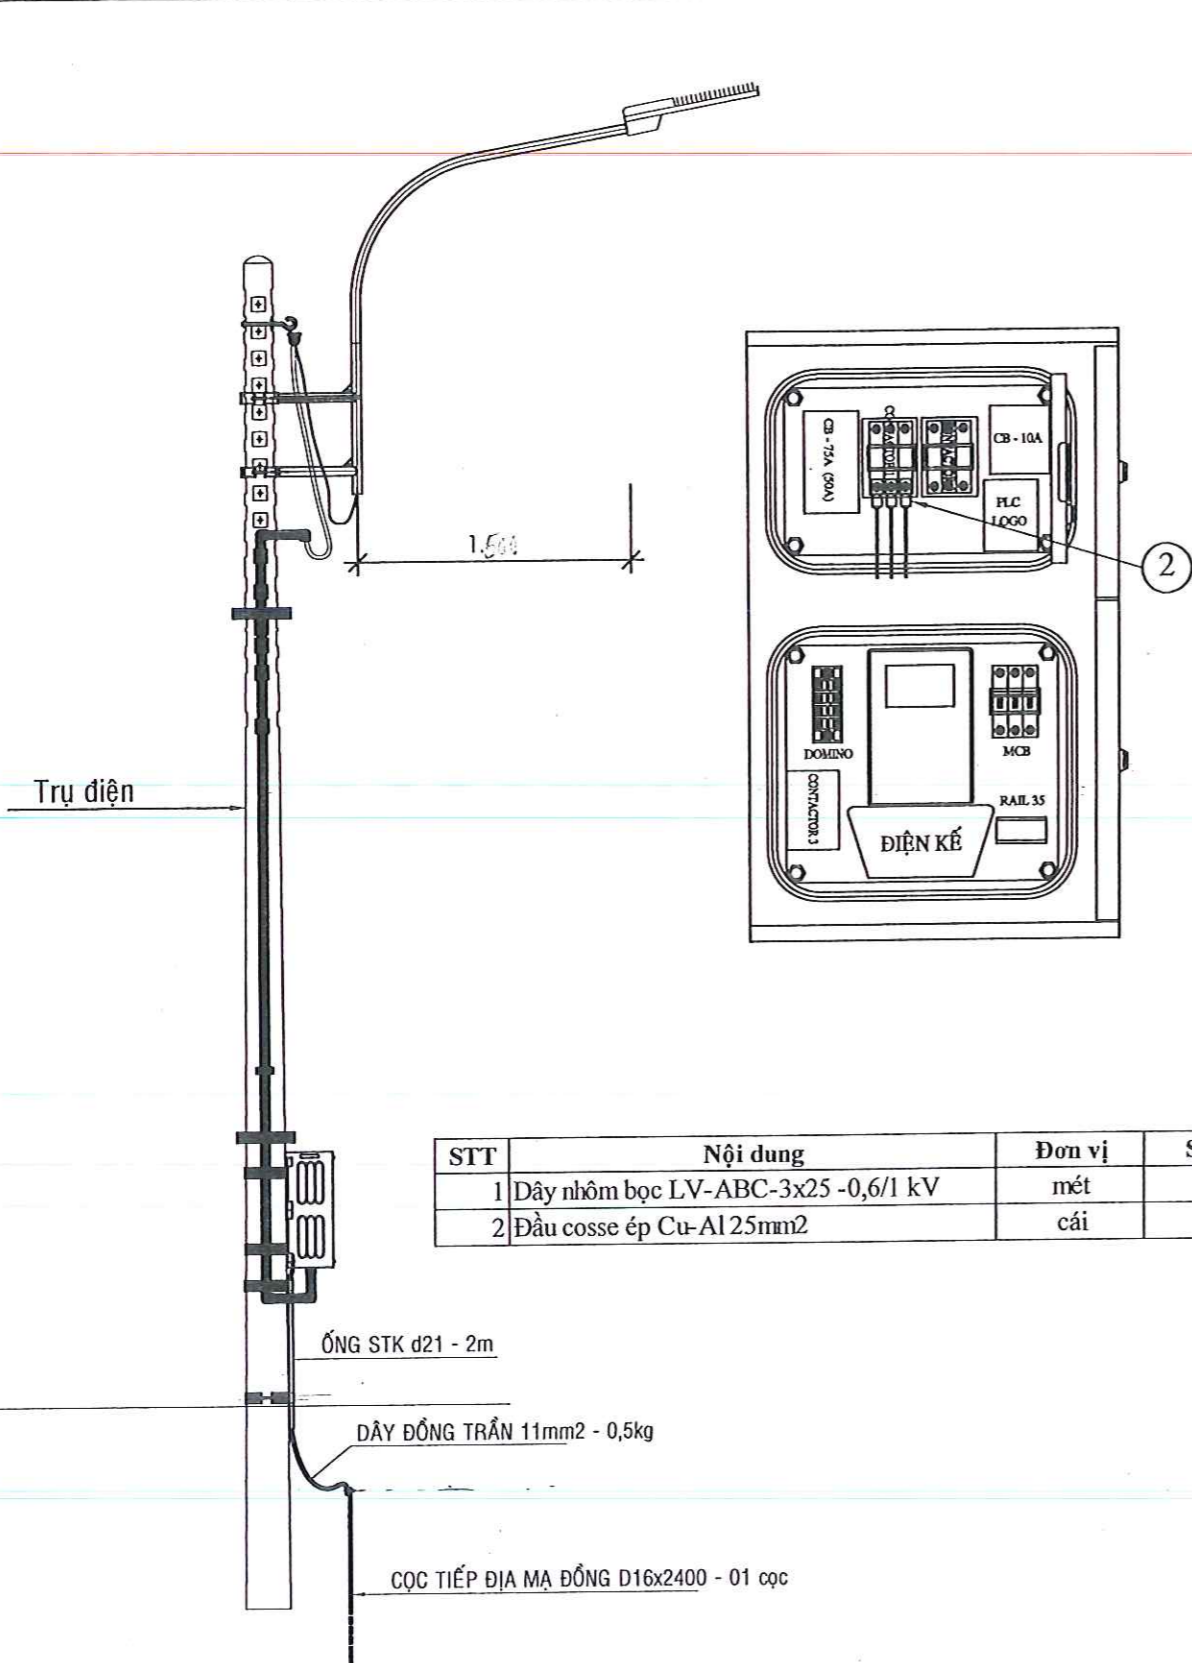 1.500
CB - 75A (50A)
CONTACTOR 1
CB - 10A
PLC
LOGO
2
DOMINO
MCB
CONTACTOR 3
RAIL 35
ĐIỆN KẾ
Trụ điện
STT Nội dung Đơn vị
1 Dây nhôm bọc LV-ABC-3x25 -0,6/1 kV mét
2 Đầu cosse ép Cu-Al 25mm2 cái
ỐNG STK d21 - 2m
DÂY ĐỒNG TRẦN 11mm2 - 0,5kg
CỌC TIẾP ĐỊA MẠ ĐỒNG D16x2400 - 01 cọc